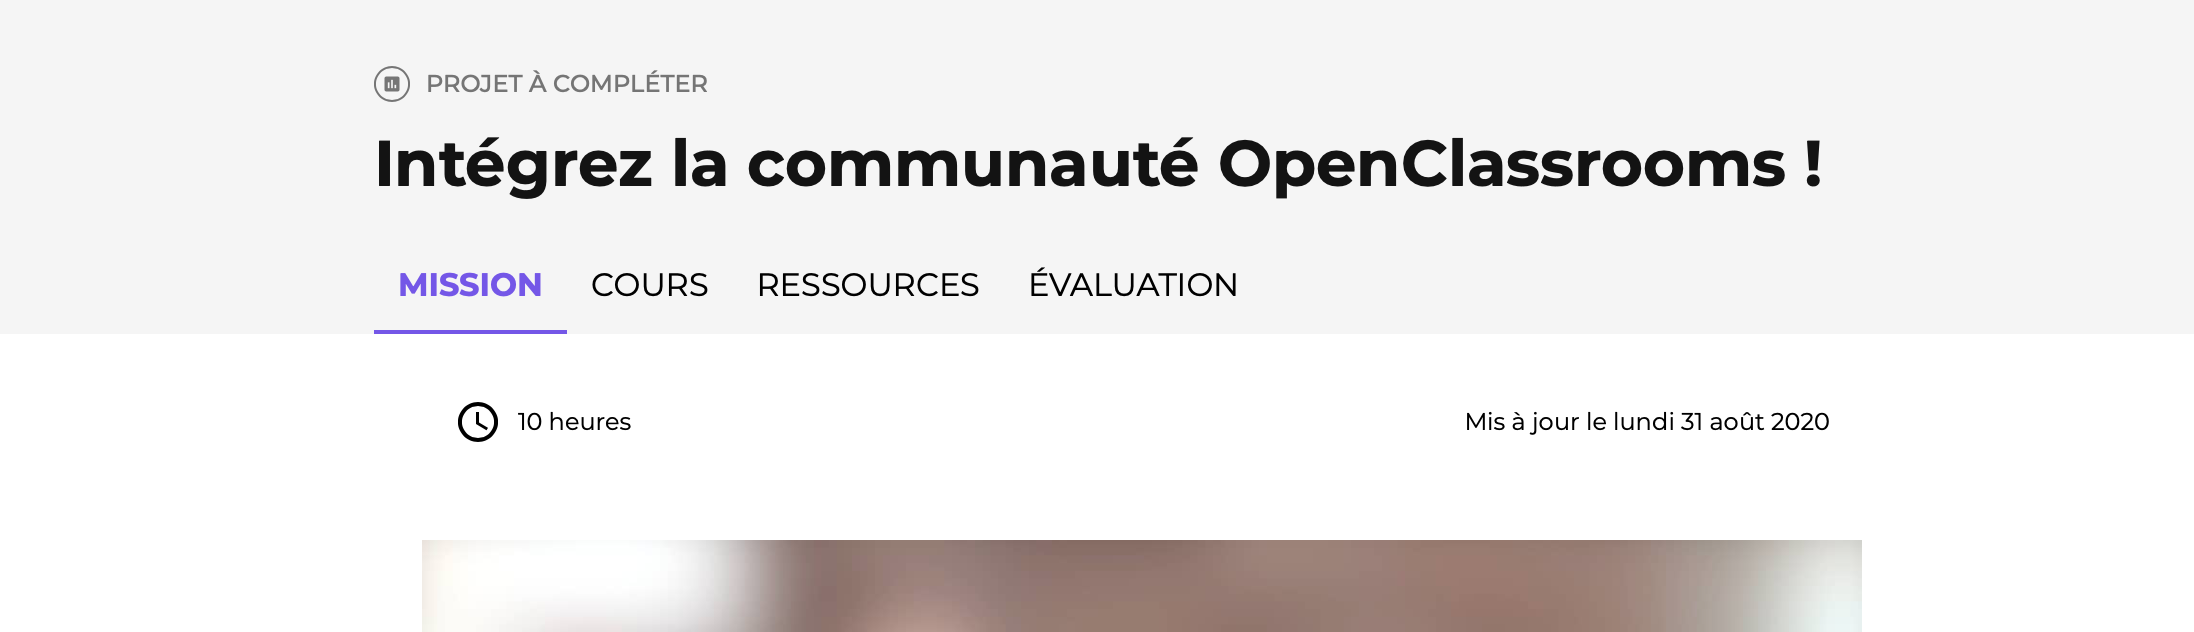 PROJET À COMPLÉTER
Intégrez la communauté OpenClassrooms !
MISSION COURS RESSOURCES ÉVALUATION
10 heures Mis à jour le lundi 31 août 2020